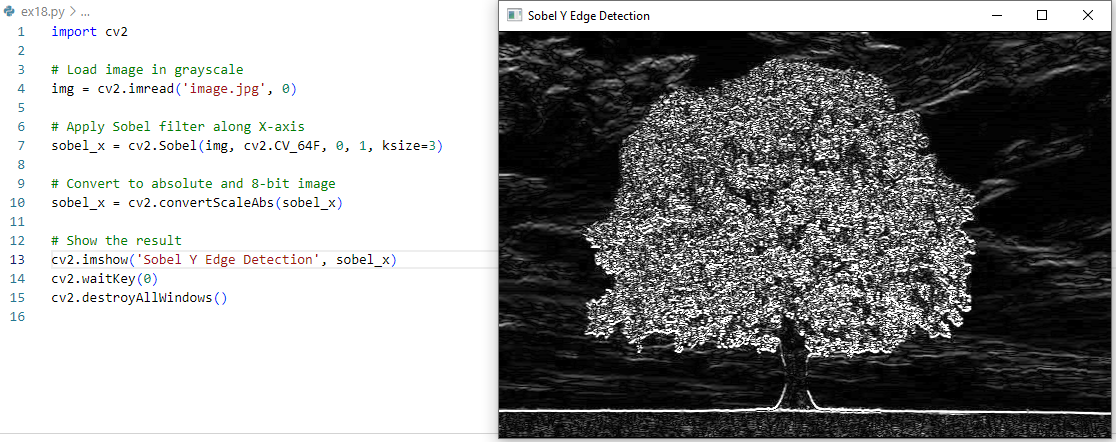 ex18.py > ...
1 import cv2
2
3 # Load image in grayscale
4 img = cv2.imread('image.jpg', 0)
5
6 # Apply Sobel filter along X-axis
7 sobel_x = cv2.Sobel(img, cv2.CV_64F, 0, 1, ksize=3)
8
9 # Convert to absolute and 8-bit image
10 sobel_x = cv2.convertScaleAbs(sobel_x)
11
12 # Show the result
13 cv2.imshow('Sobel Y Edge Detection', sobel_x)
14 cv2.waitKey(0)
15 cv2.destroyAllWindows()
16
Sobel Y Edge Detection